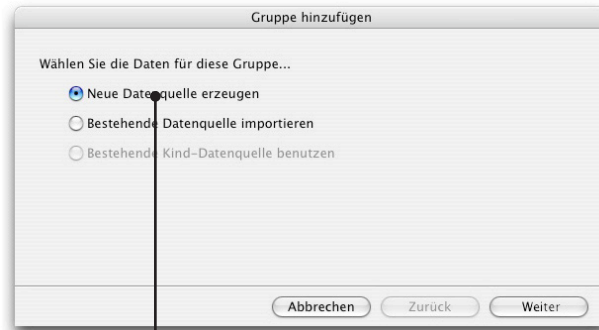 Gruppe hinzufügen
Wählen Sie die Daten für diese Gruppe...
Neue Datenquelle erzeugen
Bestehende Datenquelle importieren
Bestehende Kind-Datenquelle benutzen
Abbrechen Zurück Weiter